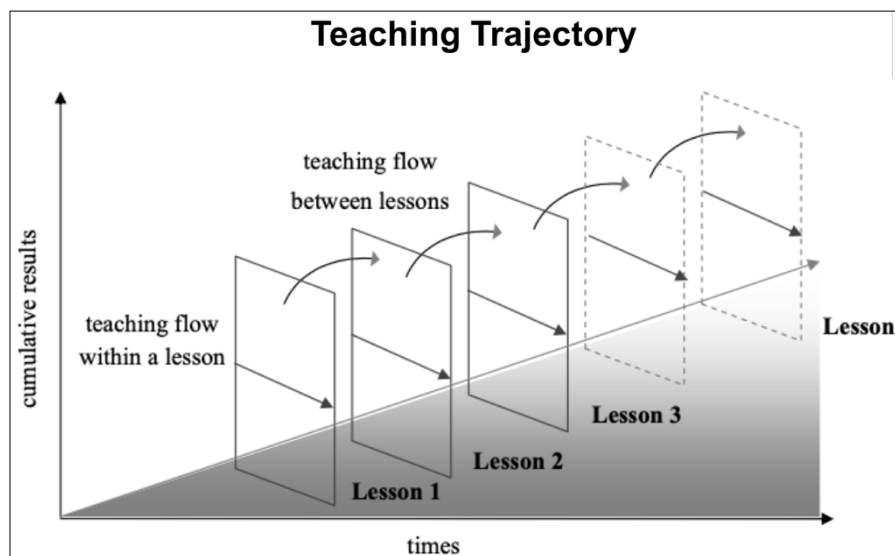 Teaching Trajectory
teaching flow
between lessons
teaching flow
within a lesson
cumulative results
Lesson
Lesson 3
Lesson 2
Lesson 1
times